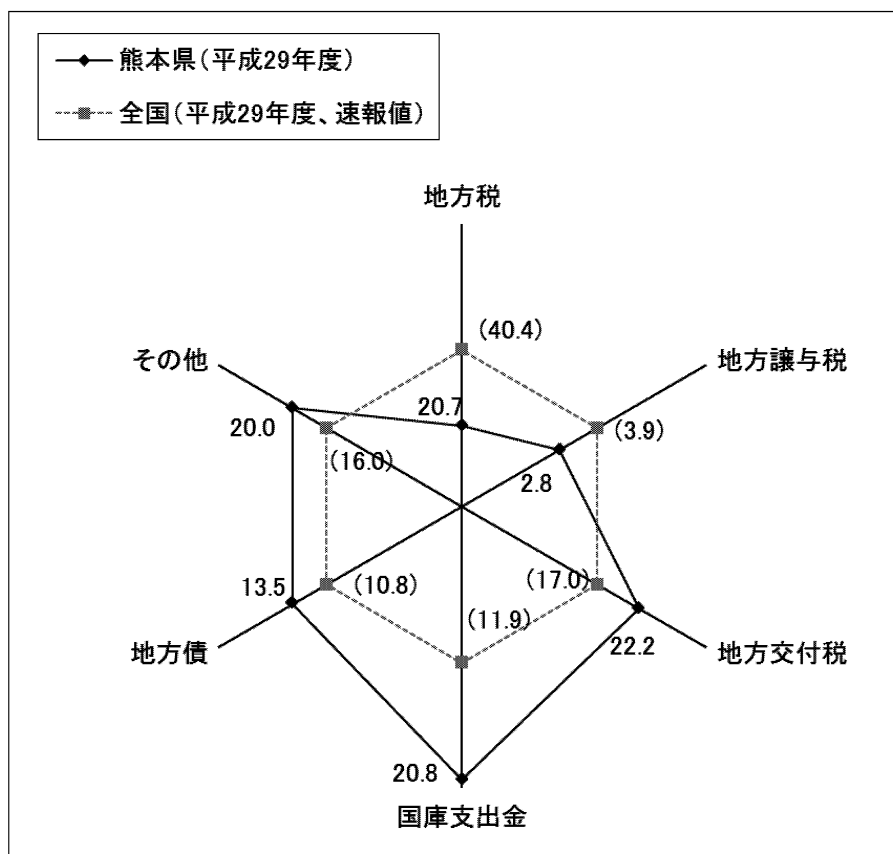 熊本県（平成29年度）
全国（平成29年度、速報値）
地方税
(40.4)
その他
地方譲与税
20.7
20.0
(3.9)
(16.0)
2.8
13.5
(10.8)
(17.0)
(11.9)
地方債
22.2
地方交付税
20.8
国庫支出金